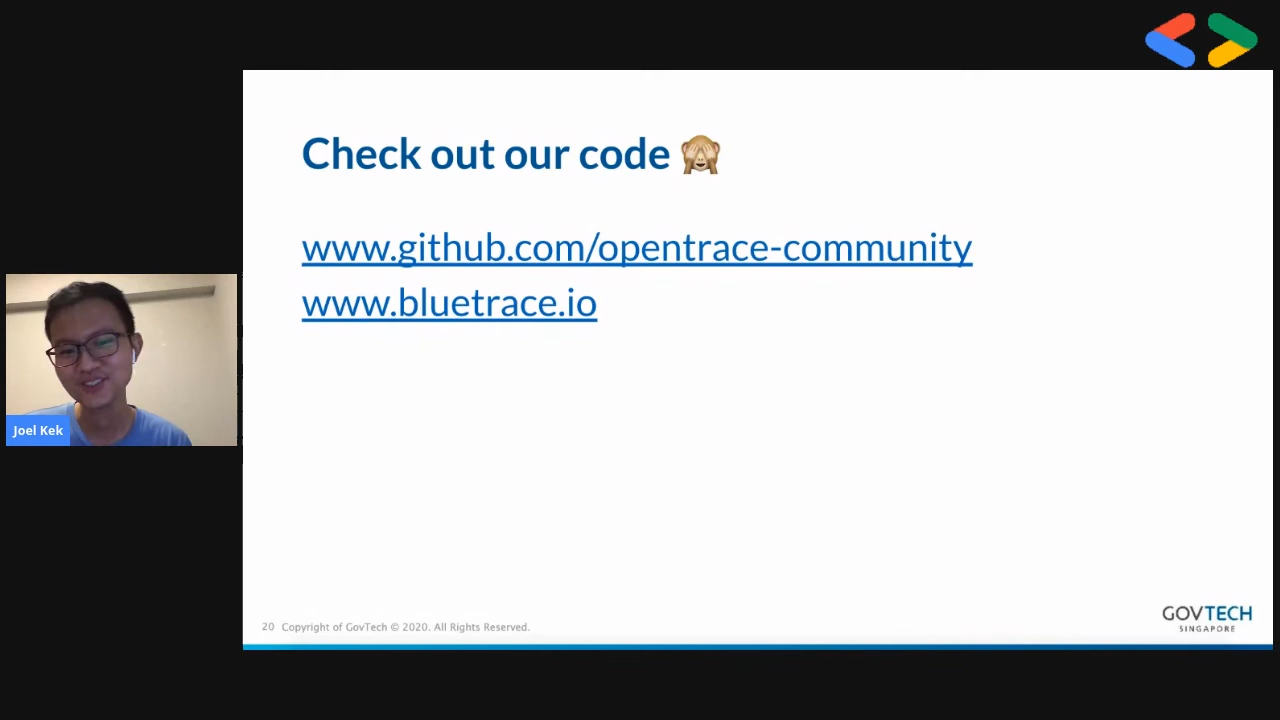 Check out our code 🙈
www.github.com/opentrace-community
www.bluetrace.io
Joel Kek
20 Copyright of GovTech © 2020. All Rights Reserved.
GOVTECH
SINGAPORE